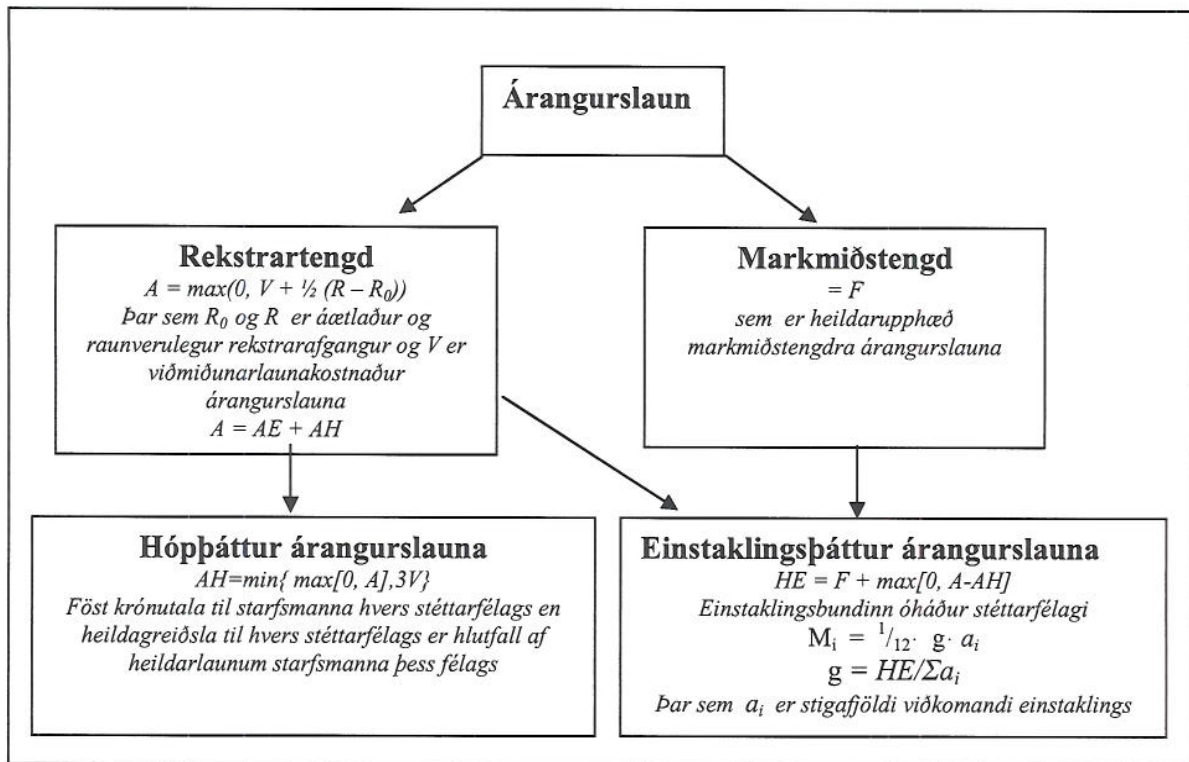 Árangurslaun
Rekstrartengd
A = max(0, V + ½ (R – R₀))
Þar sem R₀ og R er áætlaður og
raunverulegur rekstrarafgangur og V er
viðmiðunarlaunakostnaður
árangurslauna
A = AE + AH
Markmiðstengd
= F
sem er heildarupphæð
markmiðstengdra árangurslauna
Hópþáttur árangurslauna
AH=min{ max[0, A],3V}
Föst krónutala til starfsmanna hvers stéttarfélags en
heildagreiðsla til hvers stéttarfélags er hlutfall af
heildarlaunum starfsmanna þess félags
Einstaklingsþáttur árangurslauna
HE = F + max[0, A-AH]
Einstaklingsbundinn óháður stéttarfélagi
Mᵢ = ¹/₁₂· g· aᵢ
g = HE/Σaᵢ
Þar sem aᵢ er stigafjöldi viðkomandi einstaklings